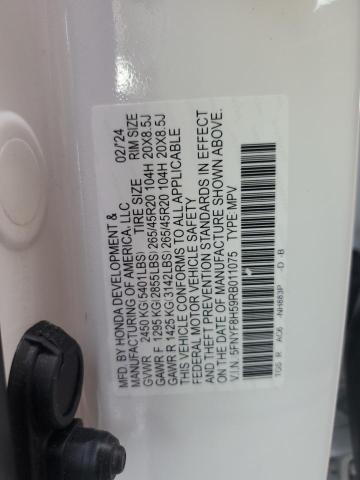 MFD. BY HONDA DEVELOPMENT & 02/'24
MANUFACTURING OF AMERICA, LLC
TIRE SIZE RIM SIZE
GVWR 2450 KG(5401LBS)
GAWR F 1295 KG(2855LBS) 265/45R20 104H 20X8.5J
GAWR R 1425 KG(3142LBS) 265/45R20 104H 20X8.5J
THIS VEHICLE CONFORMS TO ALL APPLICABLE
FEDERAL MOTOR VEHICLE SAFETY
AND THEFT PREVENTION STANDARDS IN EFFECT
ON THE DATE OF MANUFACTURE SHOWN ABOVE.
V.I.N. 5FNYF8H59RB011075 TYPE: MPV
TGS R AC6 -NH883P -D -B